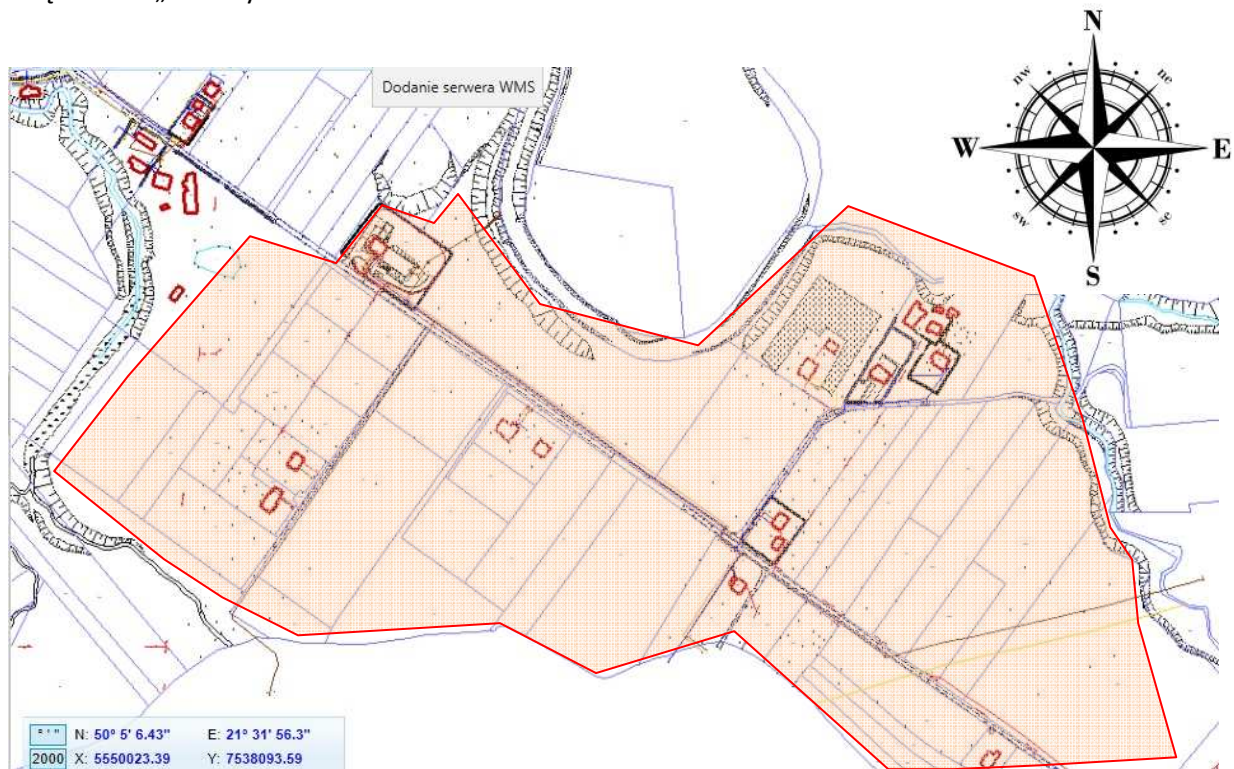 Dodanie serwera WMS
N
nw
ne
W
E
sw
se
S
° ' " N: 50° 5' 6.43" E: 21° 31' 56.3"
2000 X: 5550023.39 Y: 7538093.59